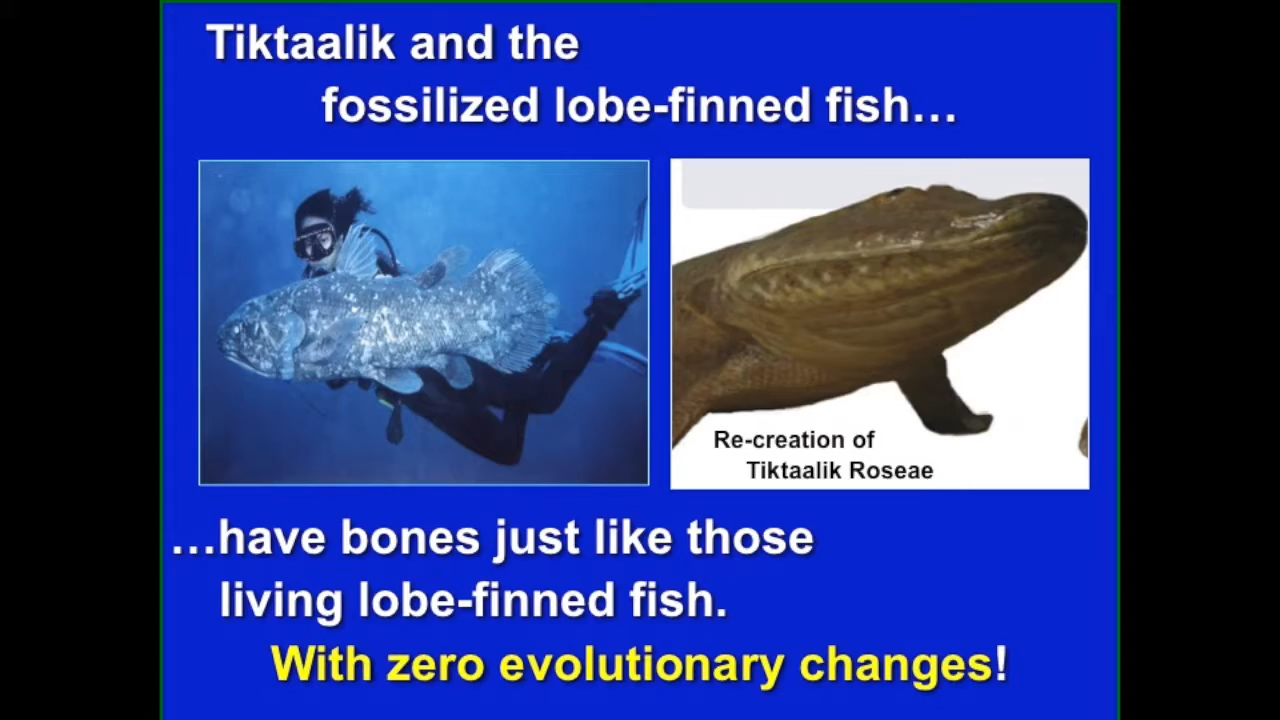 Tiktaalik and the
fossilized lobe-finned fish…
Re-creation of
Tiktaalik Roseae
…have bones just like those
living lobe-finned fish.
With zero evolutionary changes!